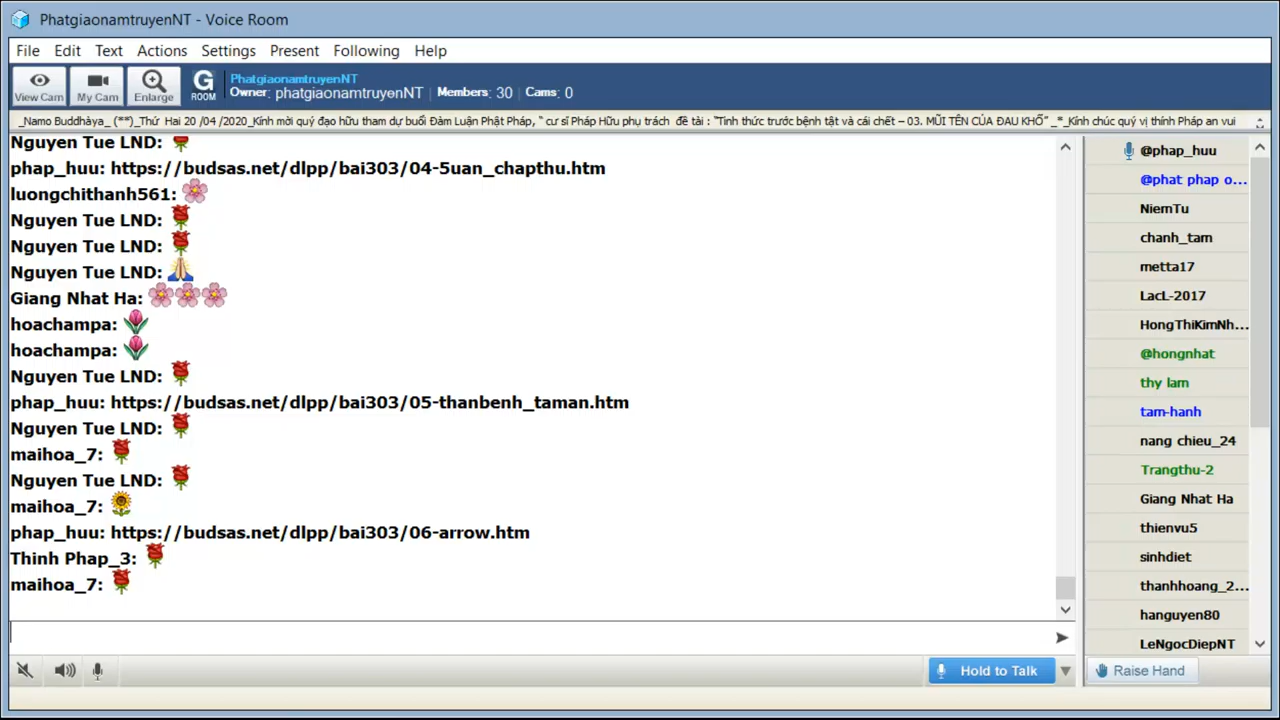 PhatgiaonamtruyenNT - Voice Room
File Edit Text Actions Settings Present Following Help
View Cam My Cam Enlarge G ROOM
PhatgiaonamtruyenNT
Owner: phatgiaonamtruyenNT Members: 30 Cams: 0
_Namo Buddhàya_ (**)_Thứ Hai 20 /04 /2020_Kính mời quý đạo hữu tham dự buổi Đàm Luận Phật Pháp, “ cư sĩ Pháp Hữu phụ trách đề tài : "Tinh thức trước bệnh tật và cái chết – 03. MŨI TÊN CỦA ĐAU KHỔ” _*_Kính chúc quý vị thính Pháp an vui
Nguyen Tue LND:
phap_huu: https://budsas.net/dlpp/bai303/04-5uan_chapthu.htm
luongchithanh561:
Nguyen Tue LND:
Nguyen Tue LND:
Nguyen Tue LND:
Giang Nhat Ha:
hoachampa:
hoachampa:
Nguyen Tue LND:
phap_huu: https://budsas.net/dlpp/bai303/05-thanbenh_taman.htm
Nguyen Tue LND:
maihoa_7:
Nguyen Tue LND:
maihoa_7:
phap_huu: https://budsas.net/dlpp/bai303/06-arrow.htm
Thinh Phap_3:
maihoa_7:
@phap_huu
@phat phap o...
NiemTu
chanh_tam
metta17
LacL-2017
HongThiKimNh...
@hongnhat
thy lam
tam-hanh
nang chieu_24
Trangthu-2
Giang Nhat Ha
thienvu5
sinhdiet
thanhhoang_2...
hanguyen80
LeNgocDiepNT
Hold to Talk
Raise Hand